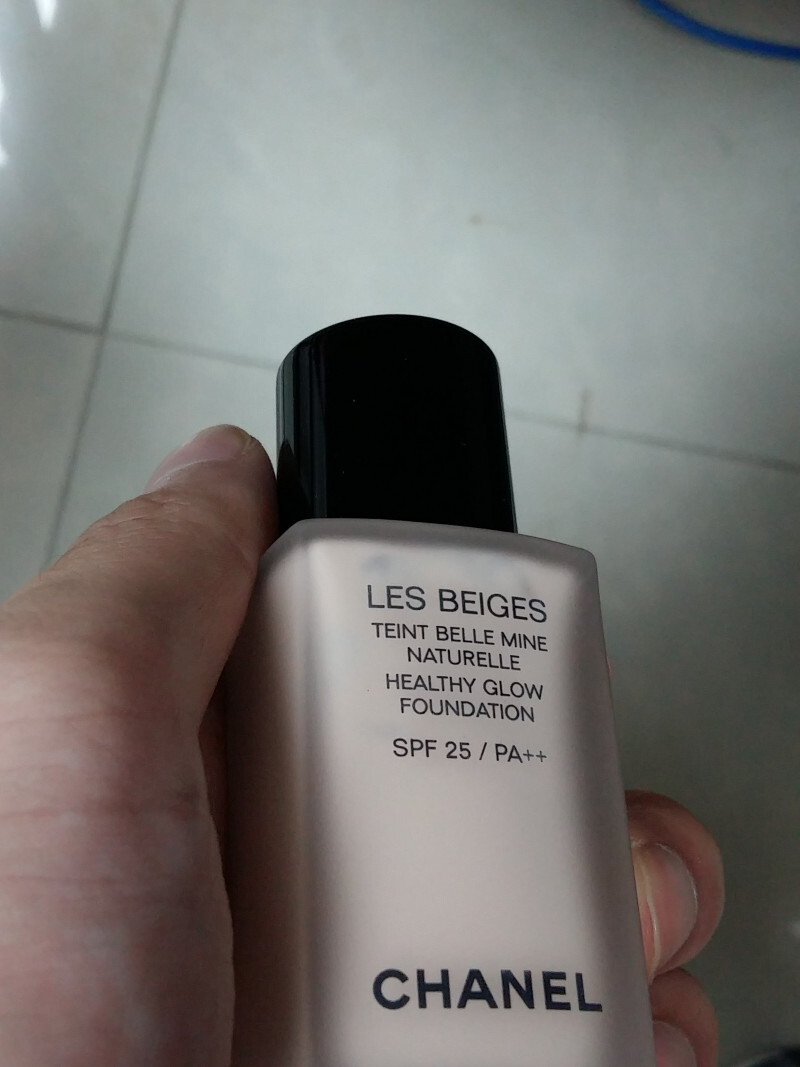 LES BEIGES
TEINT BELLE MINE
NATURELLE
HEALTHY GLOW
FOUNDATION
SPF 25 / PA++
CHANEL